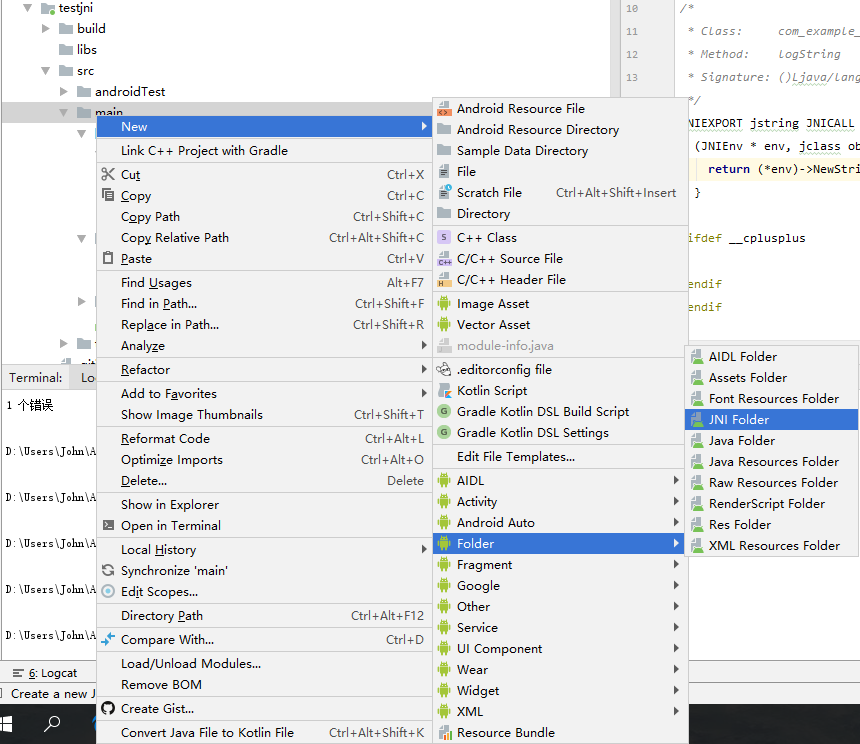 testjni
build
libs
src
androidTest
main
New
Link C++ Project with Gradle
Cut Ctrl+X
Copy Ctrl+C
Copy Path Ctrl+Shift+C
Copy Relative Path Ctrl+Alt+Shift+C
Paste Ctrl+V
Find Usages Alt+F7
Find in Path... Ctrl+Shift+F
Replace in Path... Ctrl+Shift+R
Analyze
Refactor
Add to Favorites
Show Image Thumbnails Ctrl+Shift+T
Reformat Code Ctrl+Alt+L
Optimize Imports Ctrl+Alt+O
Delete... Delete
Show in Explorer
Open in Terminal
Local History
Synchronize 'main'
Edit Scopes...
Directory Path Ctrl+Alt+F12
Compare With... Ctrl+D
Load/Unload Modules...
Remove BOM
Create Gist...
Convert Java File to Kotlin File Ctrl+Alt+Shift+K
Android Resource File
Android Resource Directory
Sample Data Directory
File
Scratch File Ctrl+Alt+Shift+Insert
Directory
C++ Class
C/C++ Source File
C/C++ Header File
Image Asset
Vector Asset
module-info.java
.editorconfig file
Kotlin Script
Gradle Kotlin DSL Build Script
Gradle Kotlin DSL Settings
Edit File Templates...
AIDL
Activity
Android Auto
Folder
Fragment
Google
Other
Service
UI Component
Wear
Widget
XML
Resource Bundle
AIDL Folder
Assets Folder
Font Resources Folder
JNI Folder
Java Folder
Java Resources Folder
Raw Resources Folder
RenderScript Folder
Res Folder
XML Resources Folder
10 /*
11 * Class: com_example_
12 * Method: logString
13 * Signature: ()Ljava/lang
*/
NIEXPORT jstring JNICALL
(JNIEnv * env, jclass ob
return (*env)->NewStri
}
ifdef __cplusplus
endif
endif
Terminal: Lo
1 个错误
D:\Users\John\A
D:\Users\John\A
D:\Users\John\A
D:\Users\John\A
D:\Users\John\A
6: Logcat
Create a new J